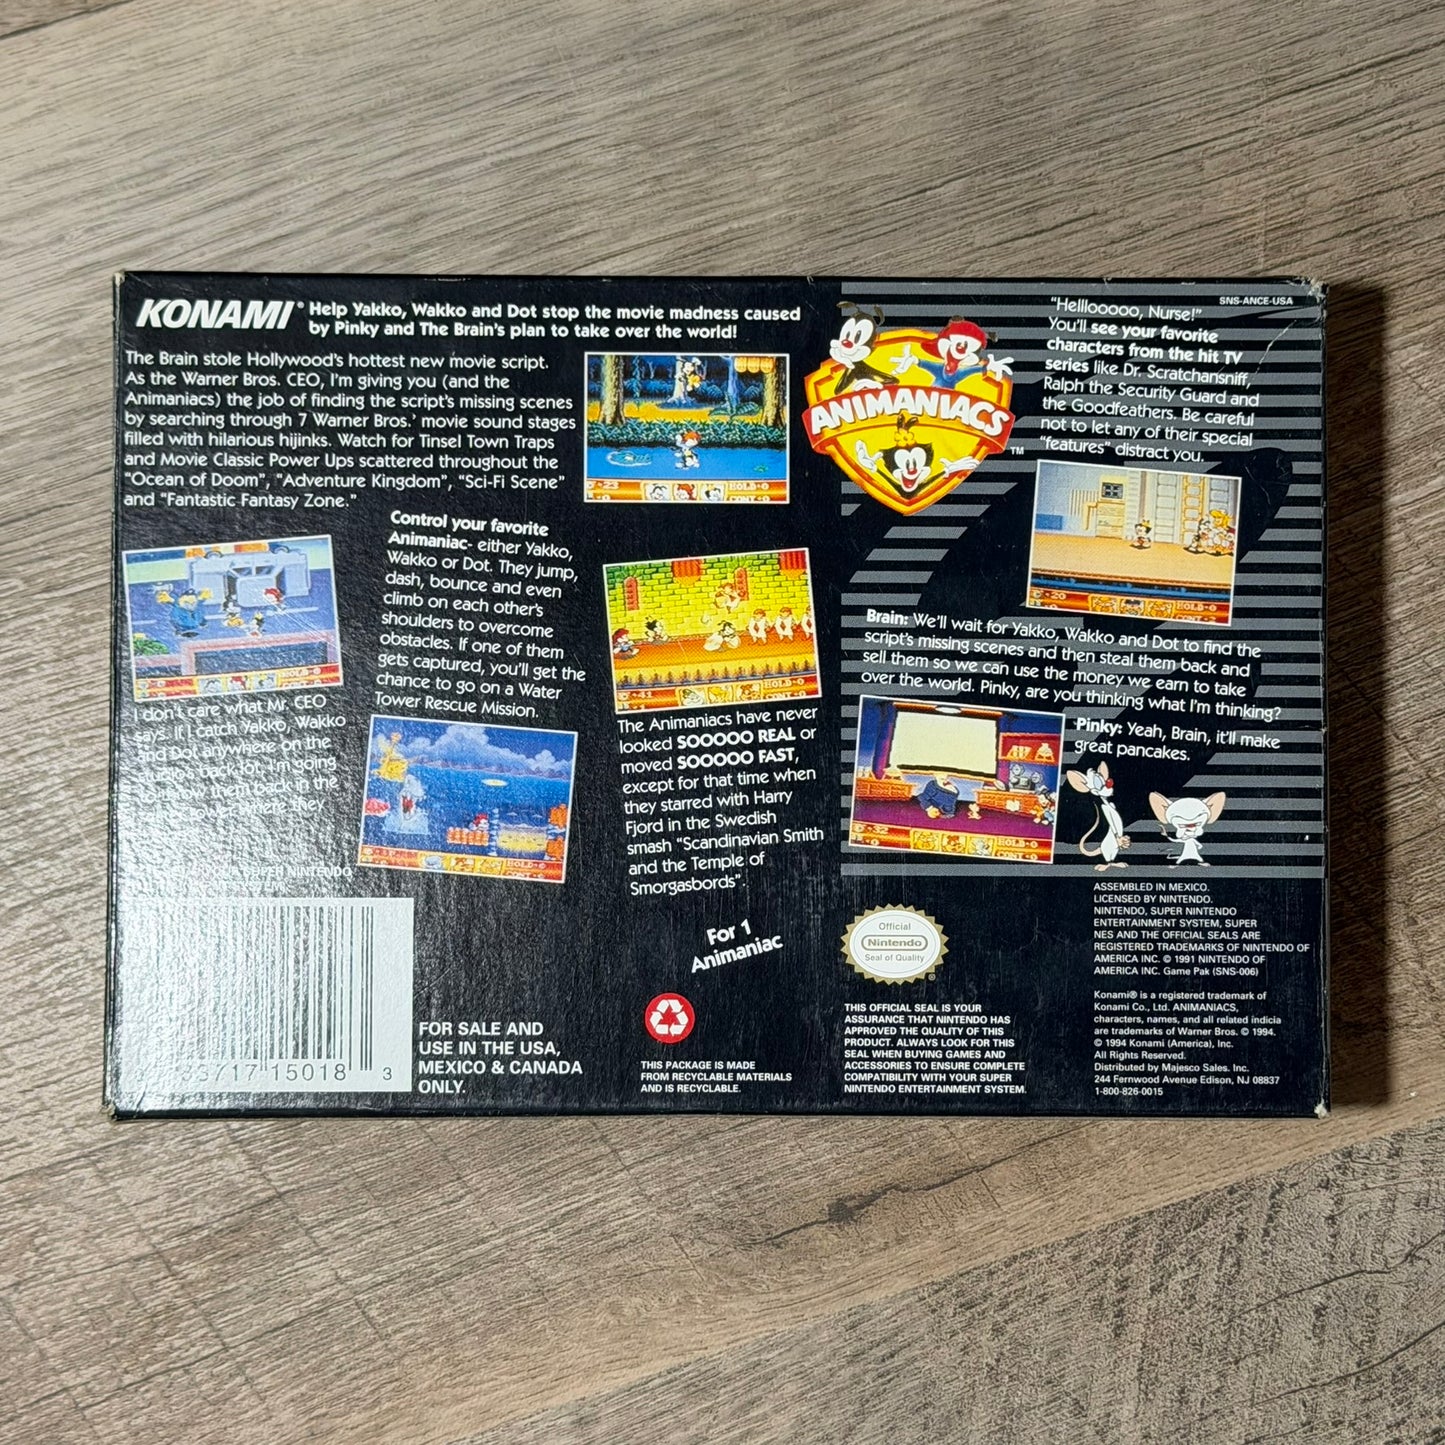 KONAMI®
Help Yakko, Wakko and Dot stop the movie madness caused
by Pinky and The Brain's plan to take over the world!
The Brain stole Hollywood's hottest new movie script.
As the Warner Bros. CEO, I'm giving you (and the
Animaniacs) the job of finding the script's missing scenes
by searching through 7 Warner Bros.' movie sound stages
filled with hilarious hijinks. Watch for Tinsel Town Traps
and Movie Classic Power Ups scattered throughout the
"Ocean of Doom", "Adventure Kingdom", "Sci-Fi Scene"
and "Fantastic Fantasy Zone."
I don't care what Mr. CEO
says. If I catch Yakko, Wakko
and Dot anywhere on the
studio's back lot, I'm going
to throw them back in the
where they
Control your favorite
Animaniac- either Yakko,
Wakko or Dot. They jump,
dash, bounce and even
climb on each other's
shoulders to overcome
obstacles. If one of them
gets captured, you'll get the
chance to go on a Water
Tower Rescue Mission.
The Animaniacs have never
looked SOOOOO REAL or
moved SOOOOO FAST,
except for that time when
they starred with Harry
Fjord in the Swedish
smash "Scandinavian Smith
and the Temple of
Smorgasbords".
For 1
Animaniac
ANIMANIACS
TM
SNS-ANCE-USA
"Helllooooo, Nurse!"
You'll see your favorite
characters from the hit TV
series like Dr. Scratchansniff,
Ralph the Security Guard and
the Goodfeathers. Be careful
not to let any of their special
"features" distract you.
Brain: We'll wait for Yakko, Wakko and Dot to find the
script's missing scenes and then steal them back and
sell them so we can use the money we earn to take
over the world. Pinky, are you thinking what I'm thinking?
Pinky: Yeah, Brain, it'll make
great pancakes.
YOUR SUPER NINTENDO
SYSTEM
83717 15018 3
FOR SALE AND
USE IN THE USA,
MEXICO & CANADA
ONLY.
THIS PACKAGE IS MADE
FROM RECYCLABLE MATERIALS
AND IS RECYCLABLE.
Official
Nintendo
Seal of Quality
®
THIS OFFICIAL SEAL IS YOUR
ASSURANCE THAT NINTENDO HAS
APPROVED THE QUALITY OF THIS
PRODUCT. ALWAYS LOOK FOR THIS
SEAL WHEN BUYING GAMES AND
ACCESSORIES TO ENSURE COMPLETE
COMPATIBILITY WITH YOUR SUPER
NINTENDO ENTERTAINMENT SYSTEM.
ASSEMBLED IN MEXICO.
LICENSED BY NINTENDO.
NINTENDO, SUPER NINTENDO
ENTERTAINMENT SYSTEM, SUPER
NES AND THE OFFICIAL SEALS ARE
REGISTERED TRADEMARKS OF NINTENDO OF
AMERICA INC. © 1991 NINTENDO OF
AMERICA INC. Game Pak (SNS-006)
Konami® is a registered trademark of
Konami Co., Ltd. ANIMANIACS,
characters, names, and all related indicia
are trademarks of Warner Bros. © 1994.
© 1994 Konami (America), Inc.
All Rights Reserved.
Distributed by Majesco Sales. Inc.
244 Fernwood Avenue Edison, NJ 08837
1-800-826-0015